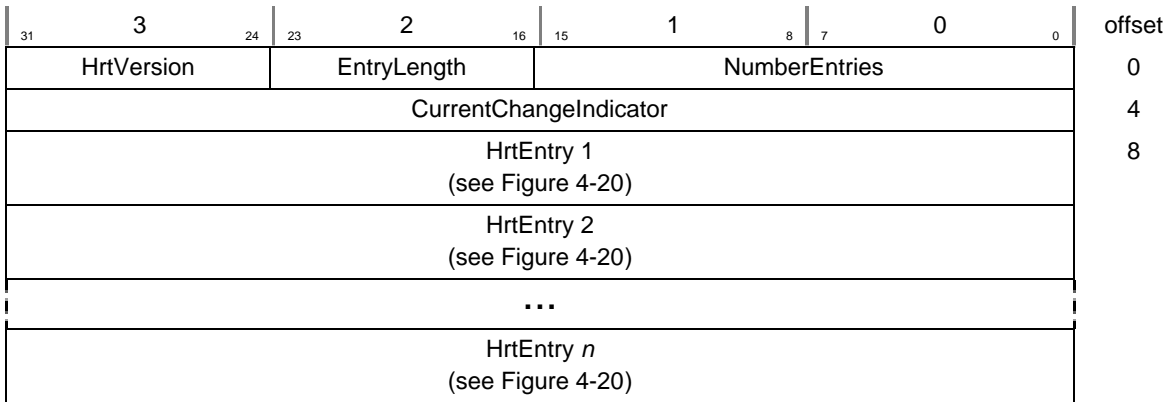 3 2 1 0 offset
31 24 23 16 15 8 7 0
HrtVersion EntryLength NumberEntries 0
CurrentChangeIndicator 4
HrtEntry 1 8
(see Figure 4-20)
HrtEntry 2
(see Figure 4-20)
...
HrtEntry n
(see Figure 4-20)